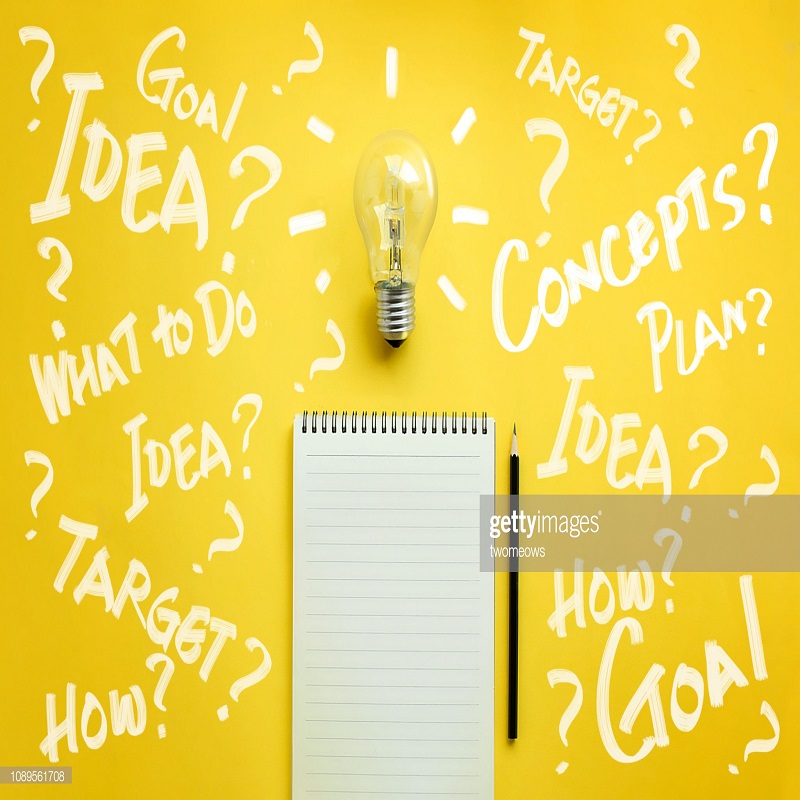 GOAL
IDEA?
?
?
?
WHAT to DO
?
IDEA?
?
?
TARGET?
HOW?
TARGET?
?
?
CONCEPTS?
PLAN?
IDEA?
?
gettyimages
twomeows
HOW?
GOAL
?
?
1089561708